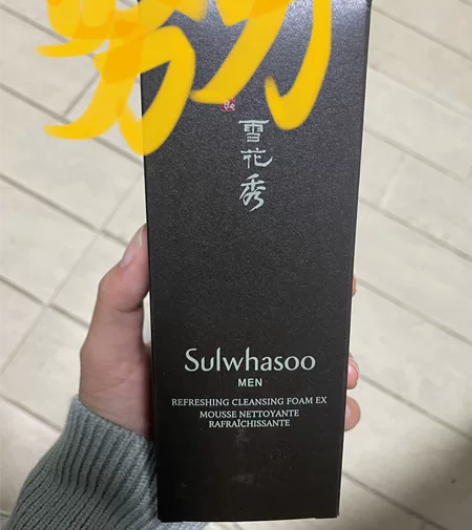 雪花秀
Sulwhasoo
MEN
REFRESHING CLEANSING FOAM EX
MOUSSE NETTOYANTE
RAFRAÎCHISSANTE